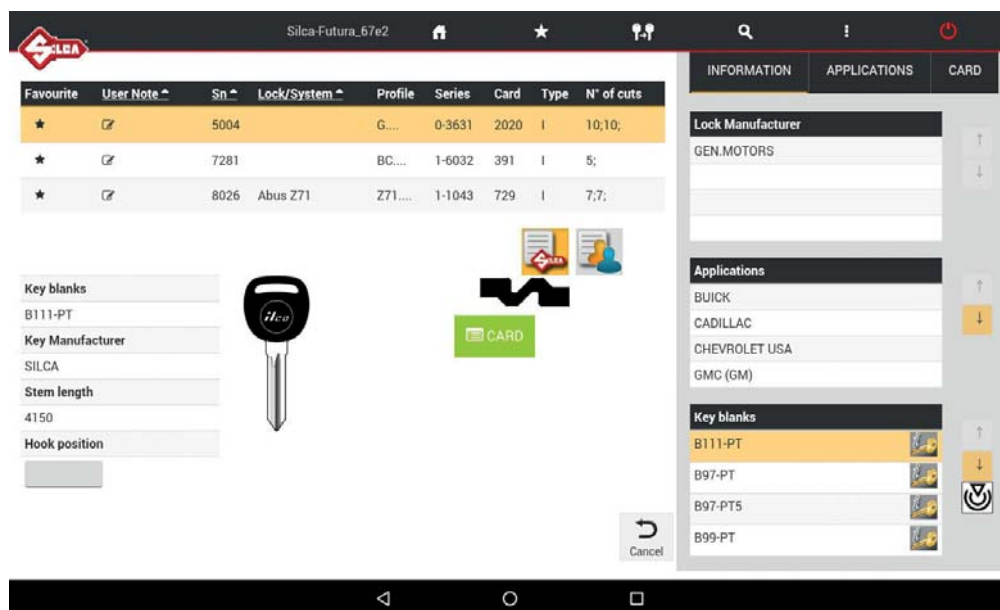 Silca-Futura_67e2
SILCA
INFORMATION APPLICATIONS CARD
Favourite User Note Sn Lock/System Profile Series Card Type N° of cuts
5004 G.... 0-3631 2020 I 10;10;
7281 BC.... 1-6032 391 I 5;
8026 Abus Z71 Z71.... 1-1043 729 I 7;7;
SILCA
Key blanks
B111-PT
Key Manufacturer
SILCA
Stem length
4150
Hook position
ilco
CARD
Cancel
Lock Manufacturer
GEN.MOTORS
Applications
BUICK
CADILLAC
CHEVROLET USA
GMC (GM)
Key blanks
B111-PT
B97-PT
B97-PT5
B99-PT